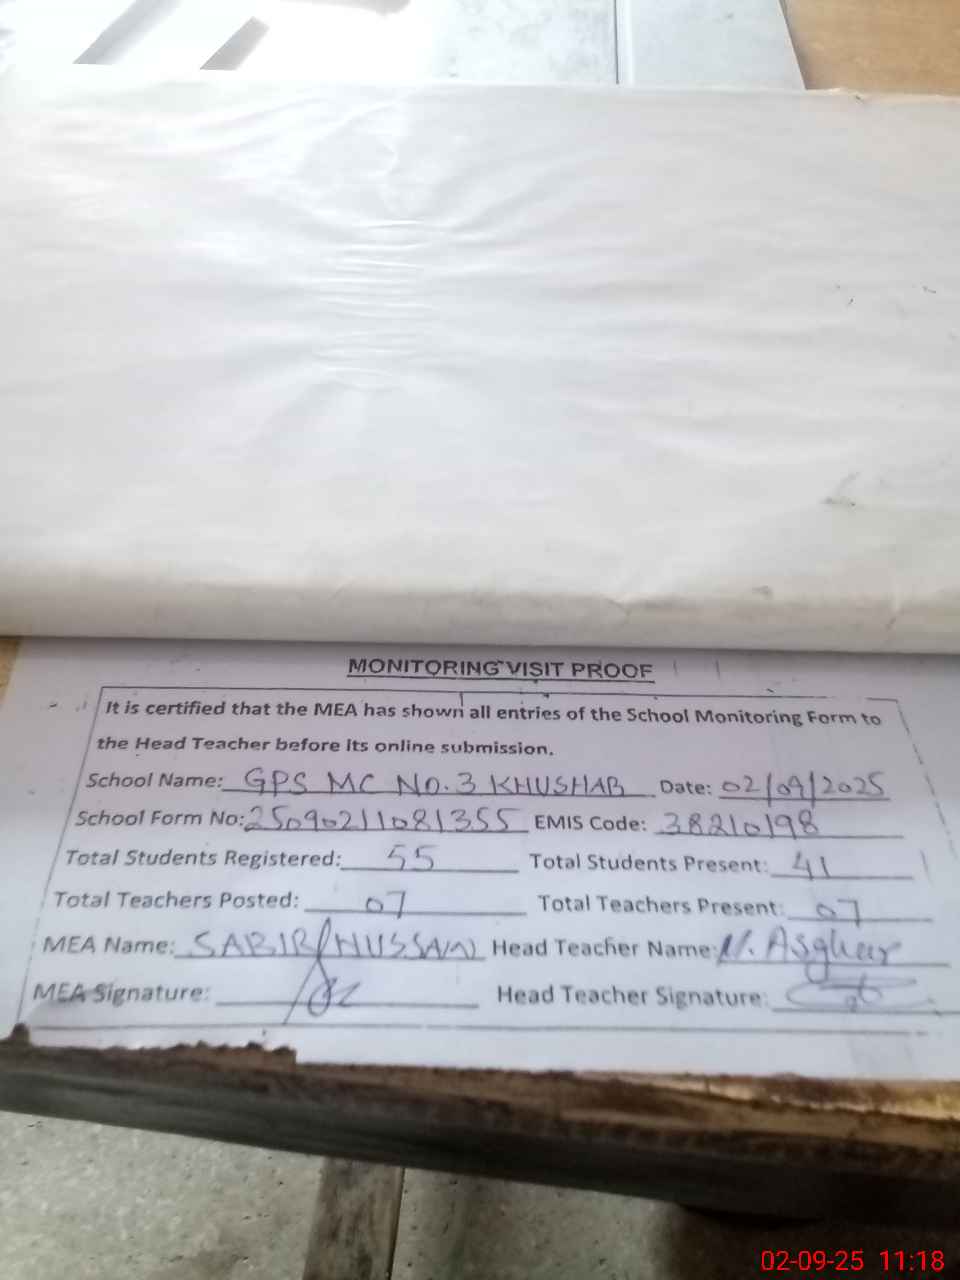 MONITORING VISIT PROOF
It is certified that the MEA has shown all entries of the School Monitoring Form to
the Head Teacher before its online submission.
School Name: GPS MC NO.3 KHUSHAB Date: 02/09/2025
School Form No: 25090211081355 EMIS Code: 38210198
Total Students Registered: 55 Total Students Present: 41
Total Teachers Posted: 07 Total Teachers Present: 07
MEA Name: SABIR HUSSAIN Head Teacher Name: M. Asghar
MEA Signature: Head Teacher Signature:
02-09-25 11:18